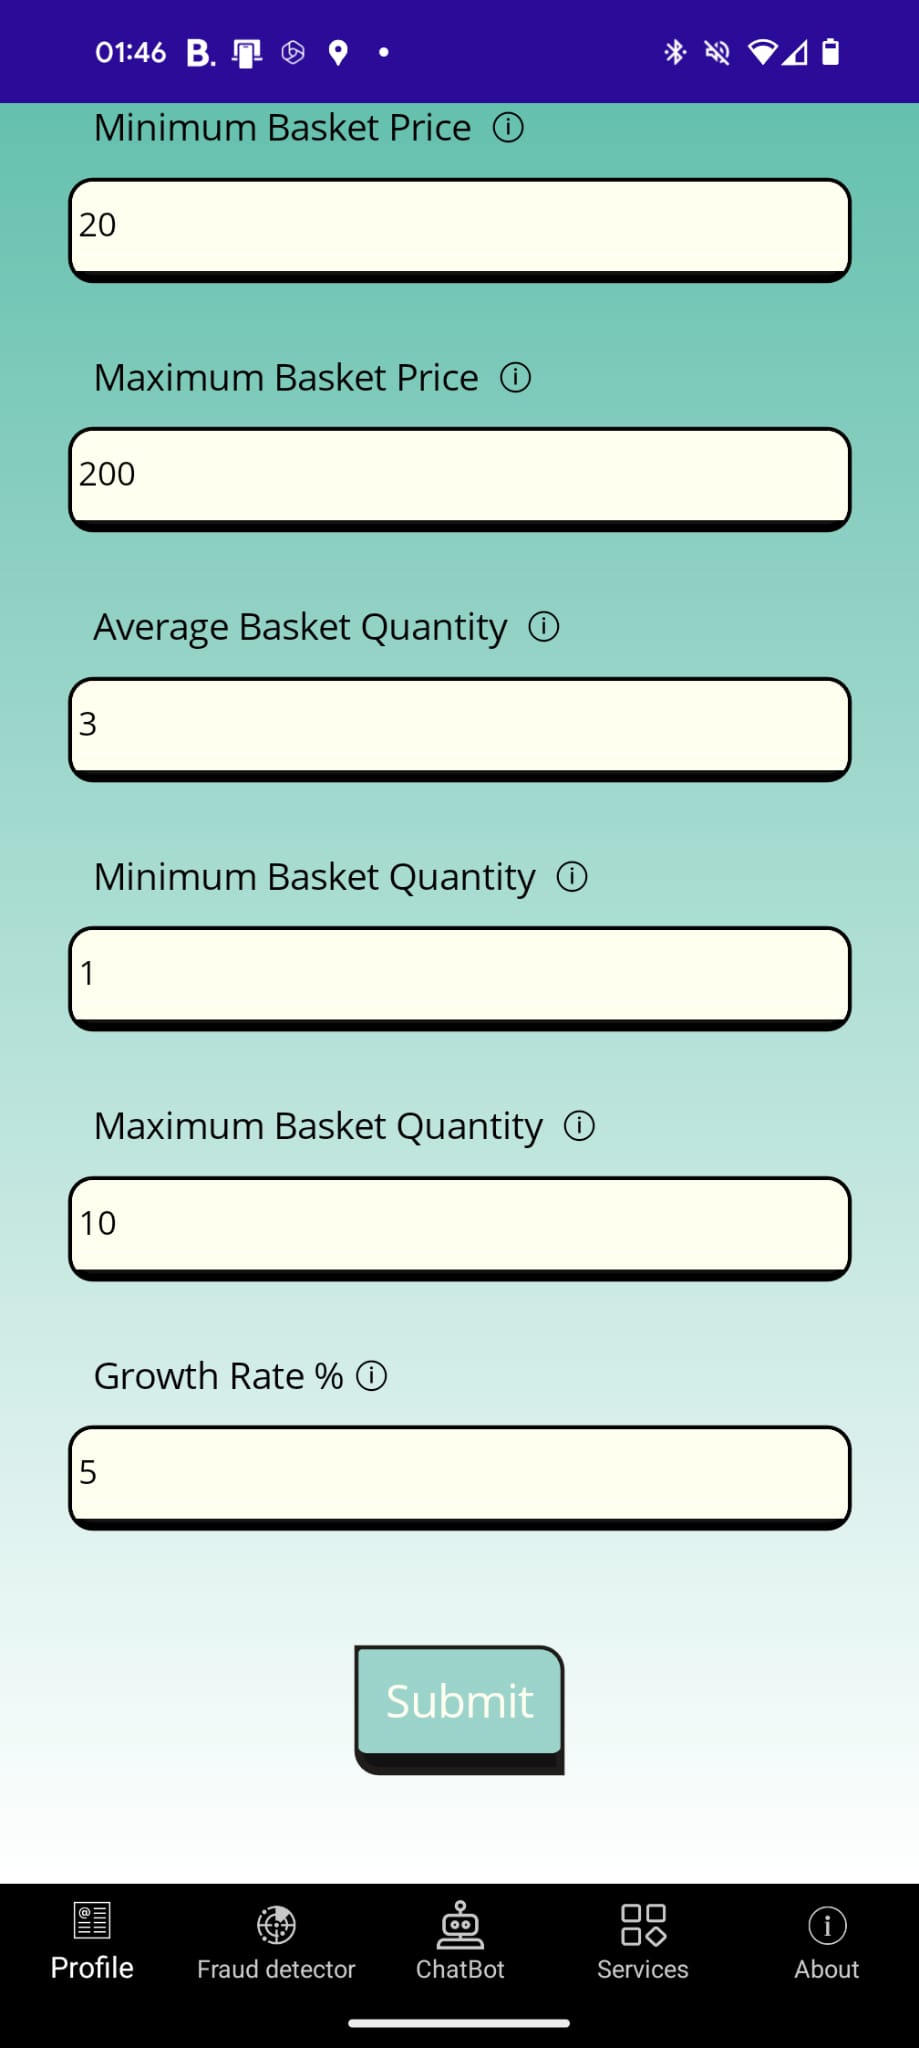 01:46 B.
Minimum Basket Price
20
Maximum Basket Price
200
Average Basket Quantity
3
Minimum Basket Quantity
1
Maximum Basket Quantity
10
Growth Rate %
5
Submit
Profile Fraud detector ChatBot Services About